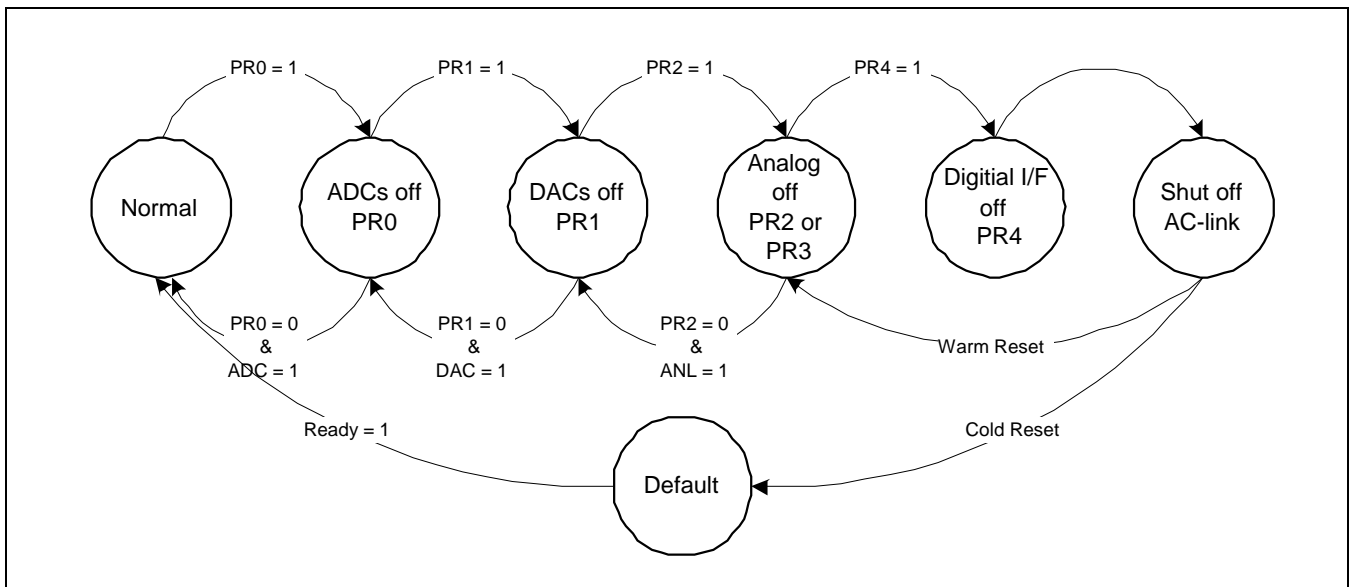 PR0 = 1
PR1 = 1
PR2 = 1
PR4 = 1
Normal
ADCs off
PR0
DACs off
PR1
Analog
off
PR2 or
PR3
Digitial I/F
off
PR4
Shut off
AC-link
PR0 = 0
&
ADC = 1
PR1 = 0
&
DAC = 1
PR2 = 0
&
ANL = 1
Warm Reset
Ready = 1
Cold Reset
Default